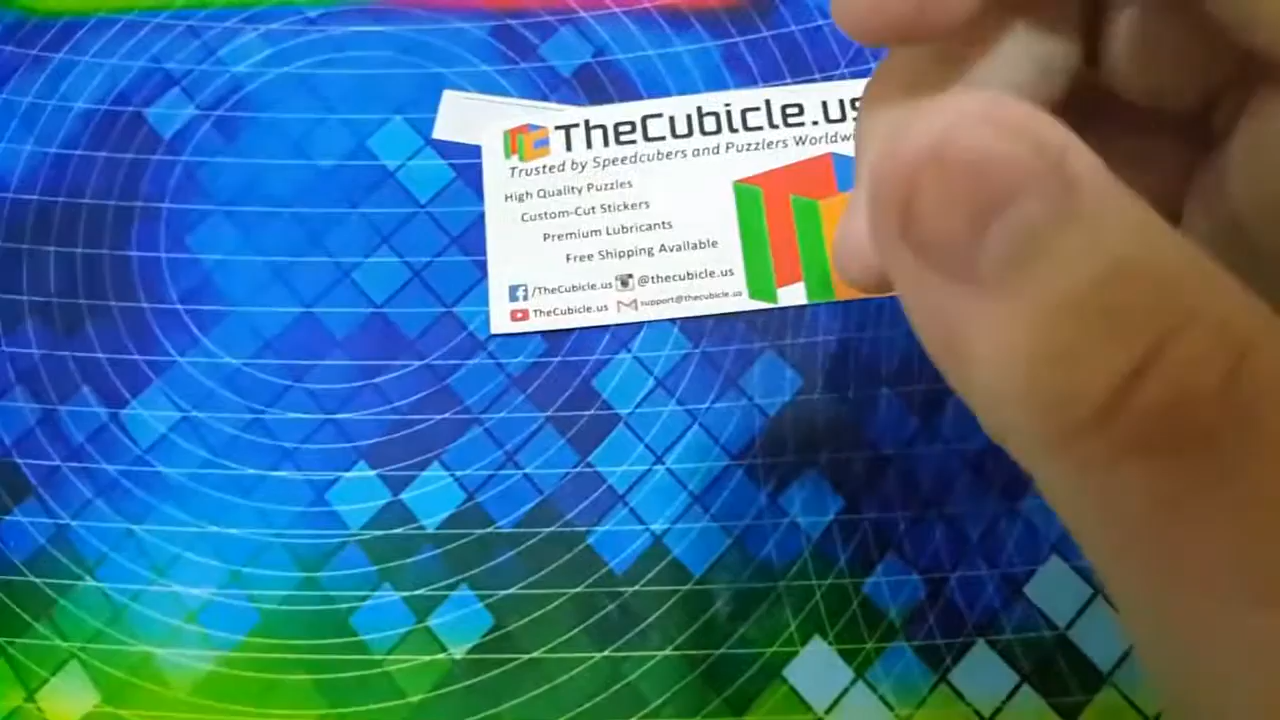 TheCubicle.us
Trusted by Speedcubers and Puzzlers
High Quality Puzzles
Custom-Cut Stickers
Premium Lubricants
Free Shipping Available
/TheCubicle.us @thecubicle.us
TheCubicle.us support@thecubicle.us